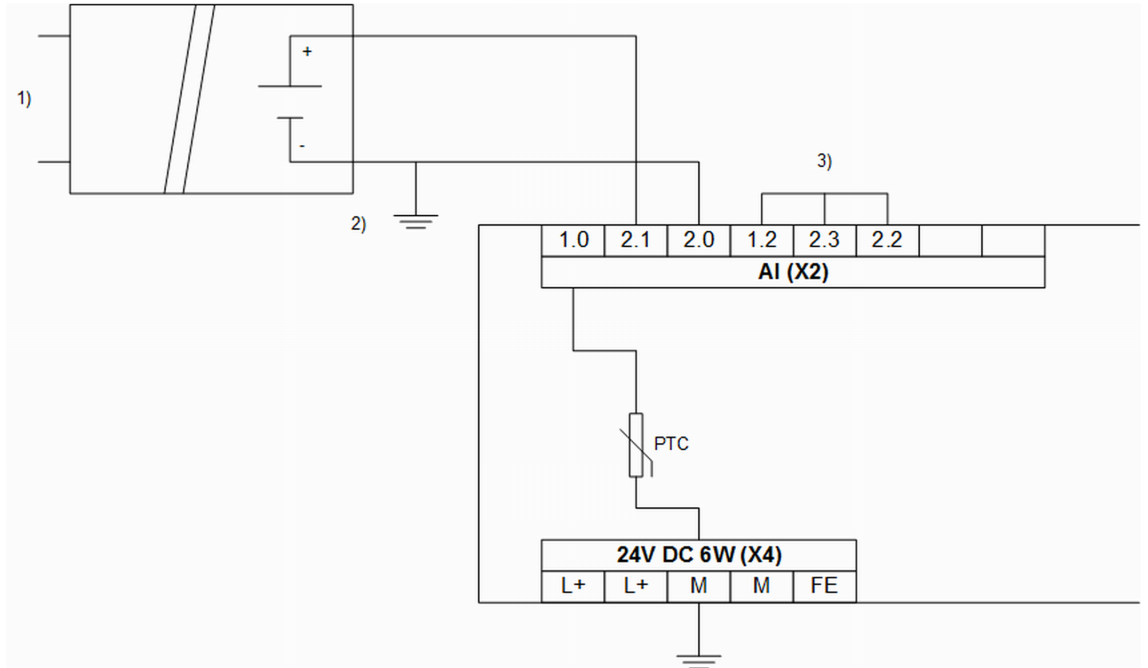 +
1)
-
3)
2)
1.0 2.1 2.0 1.2 2.3 2.2
AI (X2)
PTC
24V DC 6W (X4)
L+ L+ M M FE